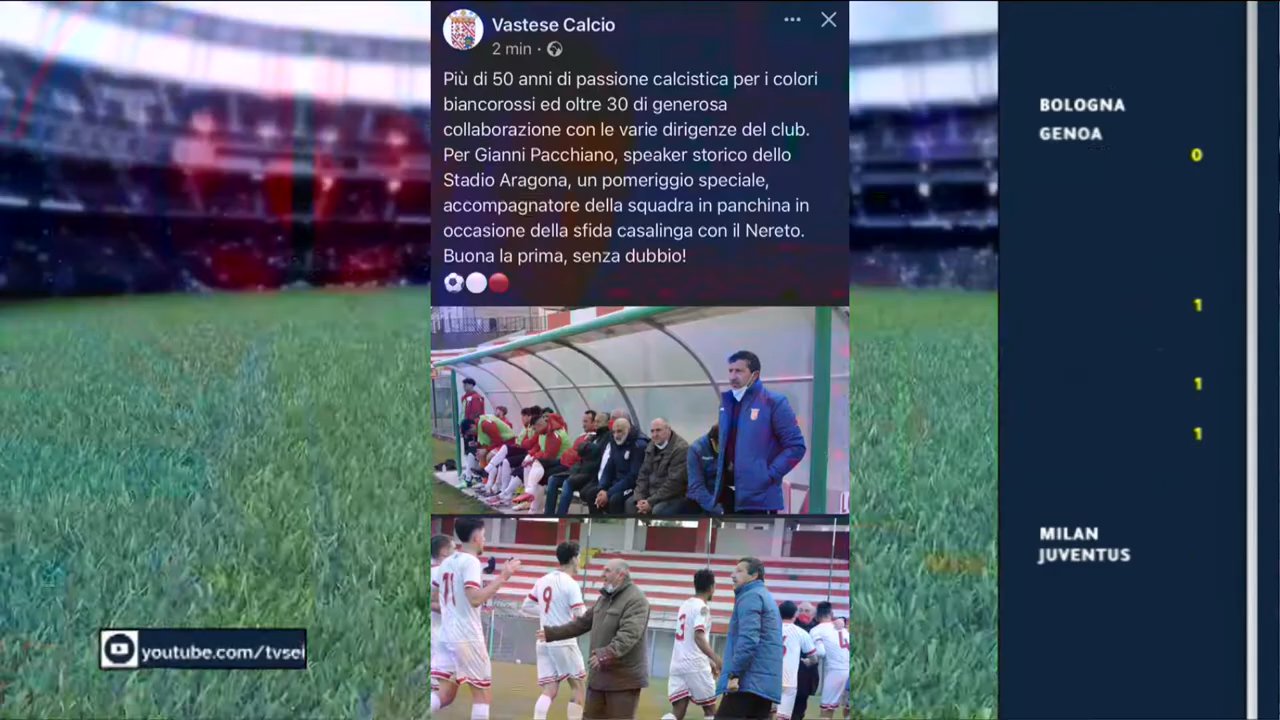 Vastese Calcio
2 min ·
Più di 50 anni di passione calcistica per i colori
biancorossi ed oltre 30 di generosa
collaborazione con le varie dirigenze del club.
Per Gianni Pacchiano, speaker storico dello
Stadio Aragona, un pomeriggio speciale,
accompagnatore della squadra in panchina in
occasione della sfida casalinga con il Nereto.
Buona la prima, senza dubbio!
11
9
3
youtube.com/tvsei
BOLOGNA
GENOA
0
1
1
1
MILAN
JUVENTUS